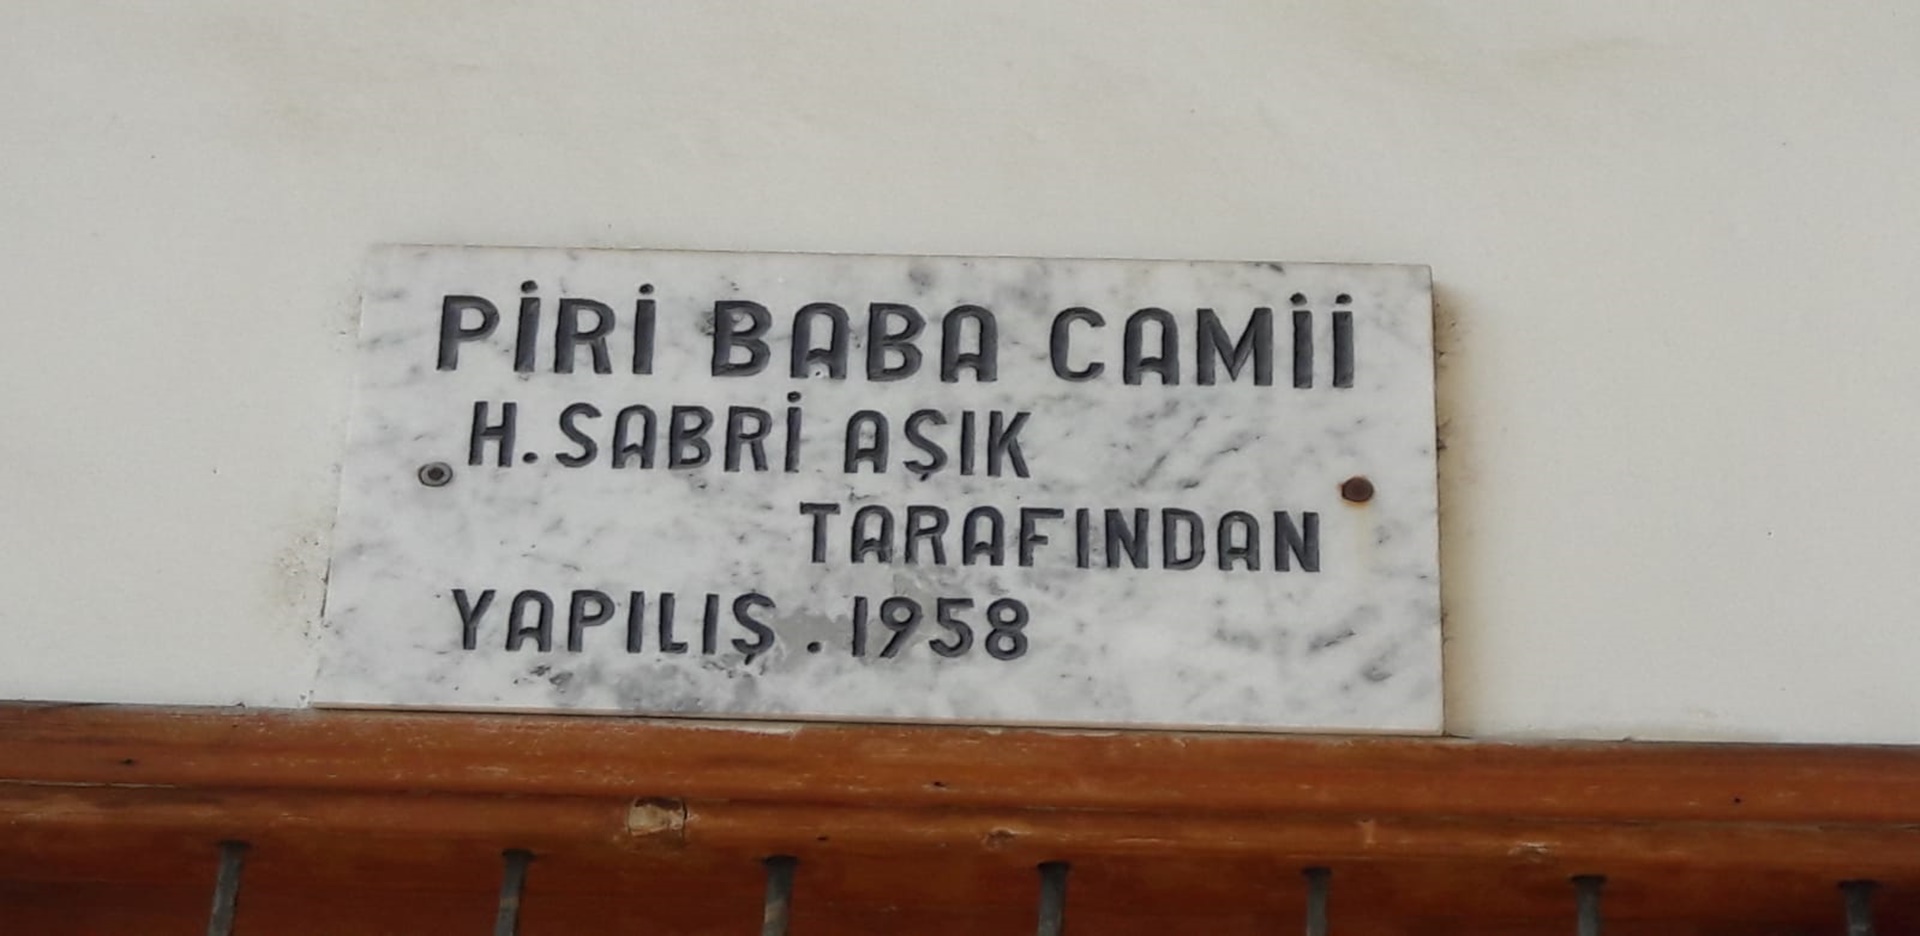 PİRİ BABA CAMİİ
H. SABRİ AŞIK
TARAFINDAN
YAPILIŞ . 1958